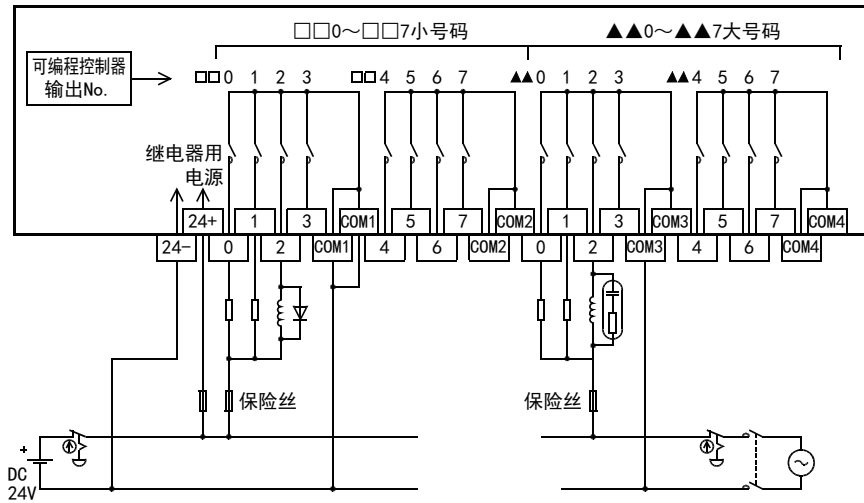 □□0～□□7小号码
▲▲0～▲▲7大号码
可编程控制器
输出No.
□□ 0 1 2 3
□□ 4 5 6 7
▲▲ 0 1 2 3
▲▲ 4 5 6 7
继电器用
电源
24+ 1 3 COM1 5 7 COM2 1 3 COM3 5 7 COM4
24- 0 2 COM1 4 6 COM2 0 2 COM3 4 6 COM4
保险丝
保险丝
+
DC
24V